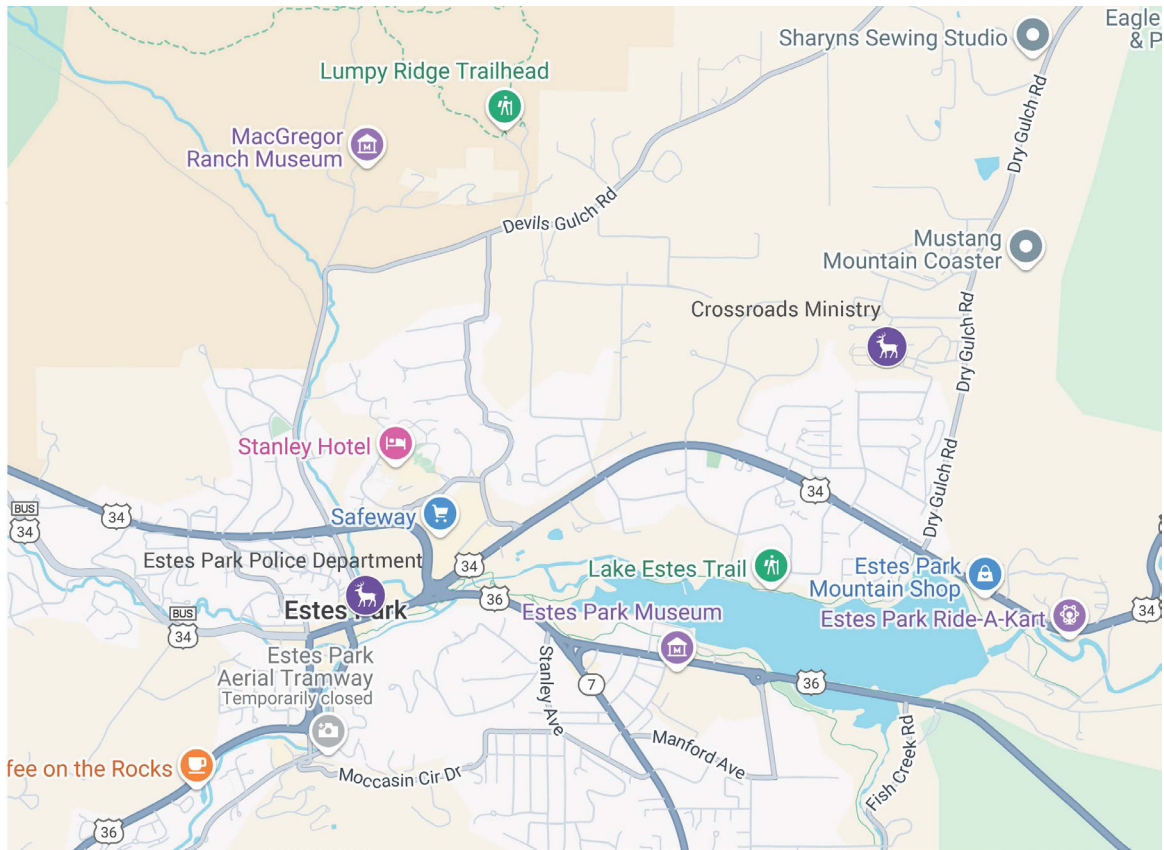 Eagle
& P
Sharyns Sewing Studio
Lumpy Ridge Trailhead
Dry Gulch Rd
MacGregor
Ranch Museum
Devils Gulch Rd
Mustang
Mountain Coaster
Crossroads Ministry
Dry Gulch Rd
Dry Gulch Rd
Stanley Hotel
34
BUS
34
34
Safeway
34
Dry Gulch Rd
34
Estes Park Police Department
Lake Estes Trail
Estes Park
Mountain Shop
36
BUS
34
Estes Park
Estes Park Museum
Estes Park Ride-A-Kart
34
Estes Park
Aerial Tramway
Temporarily closed
Stanley Ave
7
36
Manford Ave
Fish Creek Rd
fee on the Rocks
Moccasin Cir Dr
36